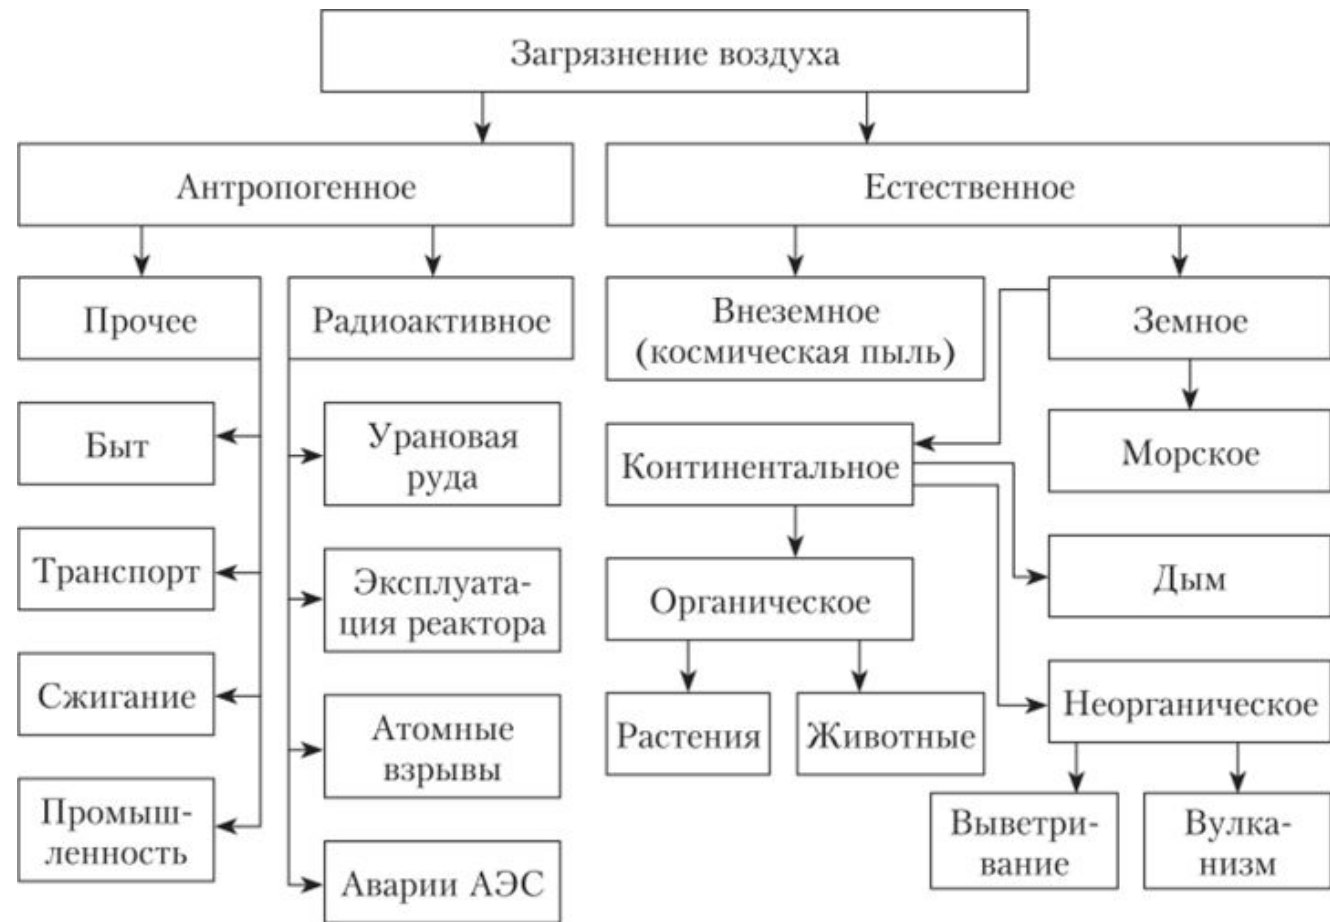 Загрязнение воздуха
Антропогенное
Естественное
Прочее
Радиоактивное
Внеземное
(космическая пыль)
Земное
Быт
Урановая
руда
Континентальное
Морское
Транспорт
Эксплуата-
ция реактора
Органическое
Дым
Сжигание
Атомные
взрывы
Растения
Животные
Неорганическое
Промыш-
ленность
Аварии АЭС
Выветри-
вание
Вулка-
низм